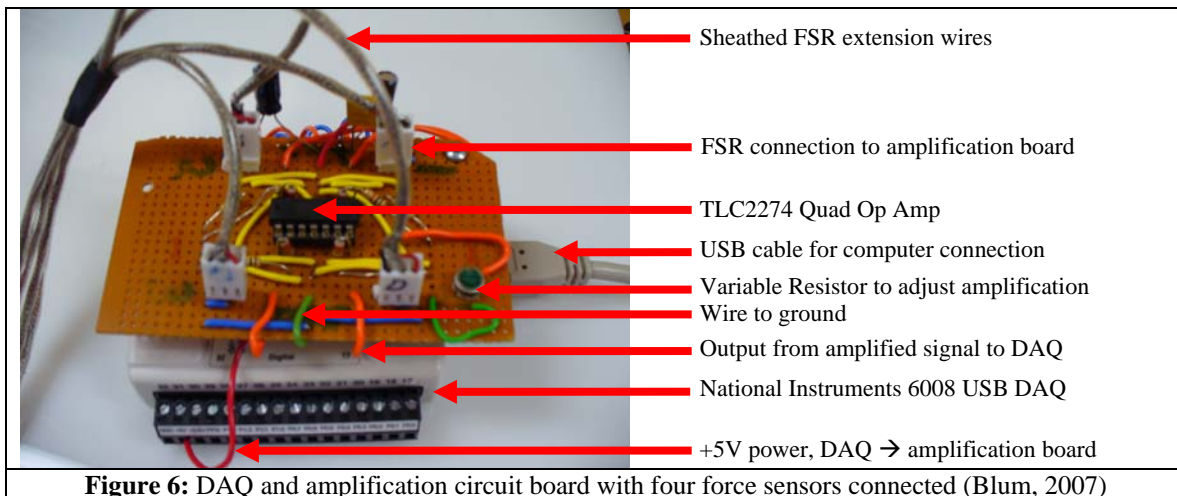 Sheathed FSR extension wires
FSR connection to amplification board
TLC2274 Quad Op Amp
USB cable for computer connection
Variable Resistor to adjust amplification
Wire to ground
Output from amplified signal to DAQ
National Instruments 6008 USB DAQ
+5V power, DAQ → amplification board
D
Digital
Figure 6: DAQ and amplification circuit board with four force sensors connected (Blum, 2007)